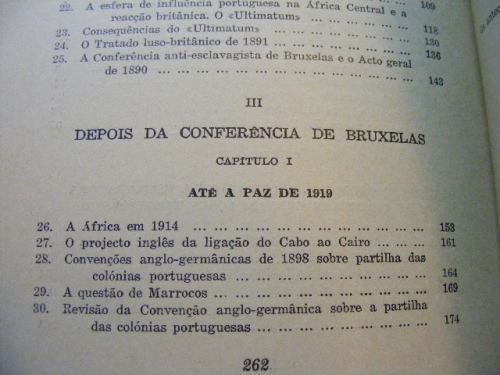 22. A esfera de influência portuguesa na África Central e a
reacção britânica. O «Ultimatum» ... ... ... ... ... 109
23. Consequências do «Ultimatum» ... ... ... ... ... ... 118
24. O Tratado luso-britânico de 1891 ... ... ... ... ... ... 130
25. A Conferência anti-esclavagista de Bruxelas e o Acto geral 136
de 1890 ... ... ... ... ... ... ... ... ... ... ... ... 143
III
DEPOIS DA CONFERÊNCIA DE BRUXELAS
CAPÍTULO I
ATÉ A PAZ DE 1919
26. A África em 1914 ... ... ... ... ... ... ... ... ... ... 153
27. O projecto inglês da ligação do Cabo ao Cairo ... ... ... 161
28. Convenções anglo-germânicas de 1898 sobre partilha das
colónias portuguesas ... ... ... ... ... ... ... ... 164
29. A questão de Marrocos ... ... ... ... ... ... ... ... 169
30. Revisão da Convenção anglo-germânica sobre a partilha
das colónias portuguesas ... ... ... ... ... ... ... 174
262